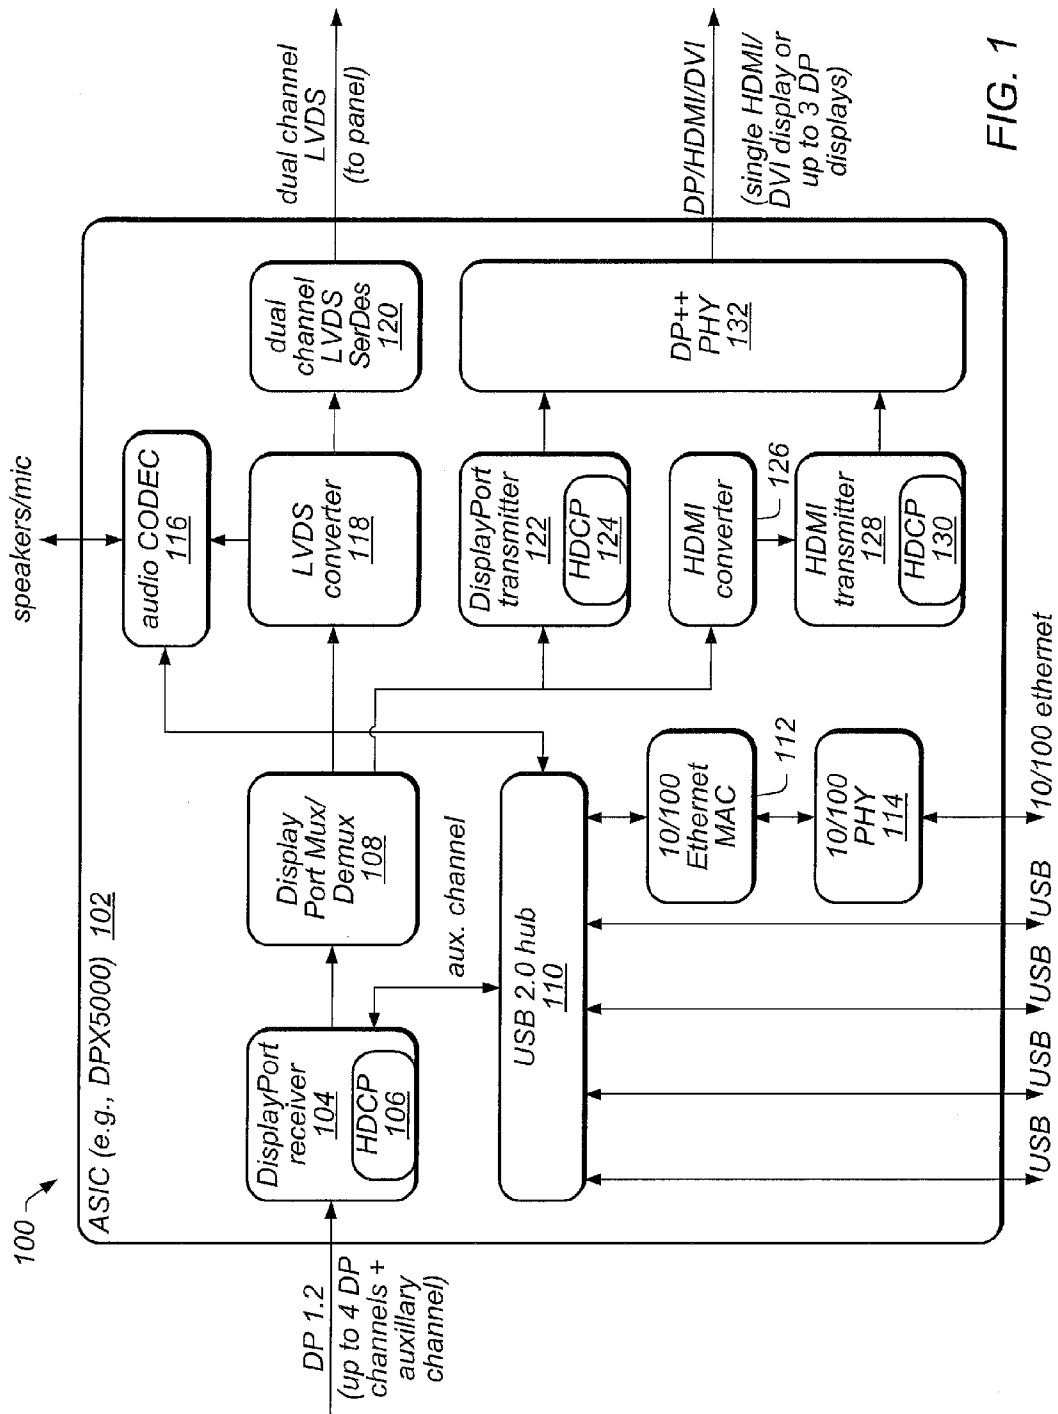 100
ASIC (e.g., DPX5000) 102
DP 1.2
(up to 4 DP
channels +
auxillary
channel)
DisplayPort
receiver
104
HDCP
106
Display
Port Mux/
Demux
108
aux. channel
USB 2.0 hub
110
speakers/mic
audio CODEC
116
LVDS
converter
118
dual
channel
LVDS
SerDes
120
dual channel
LVDS
(to panel)
DisplayPort
transmitter
122
HDCP
124
HDMI
converter
126
HDMI
transmitter
128
HDCP
130
DP++
PHY
132
DP/HDMI/DVI
(single HDMI/
DVI display or
up to 3 DP
displays)
10/100
Ethernet
MAC
112
10/100
PHY
114
USB
USB
USB
USB
10/100 ethernet
FIG. 1